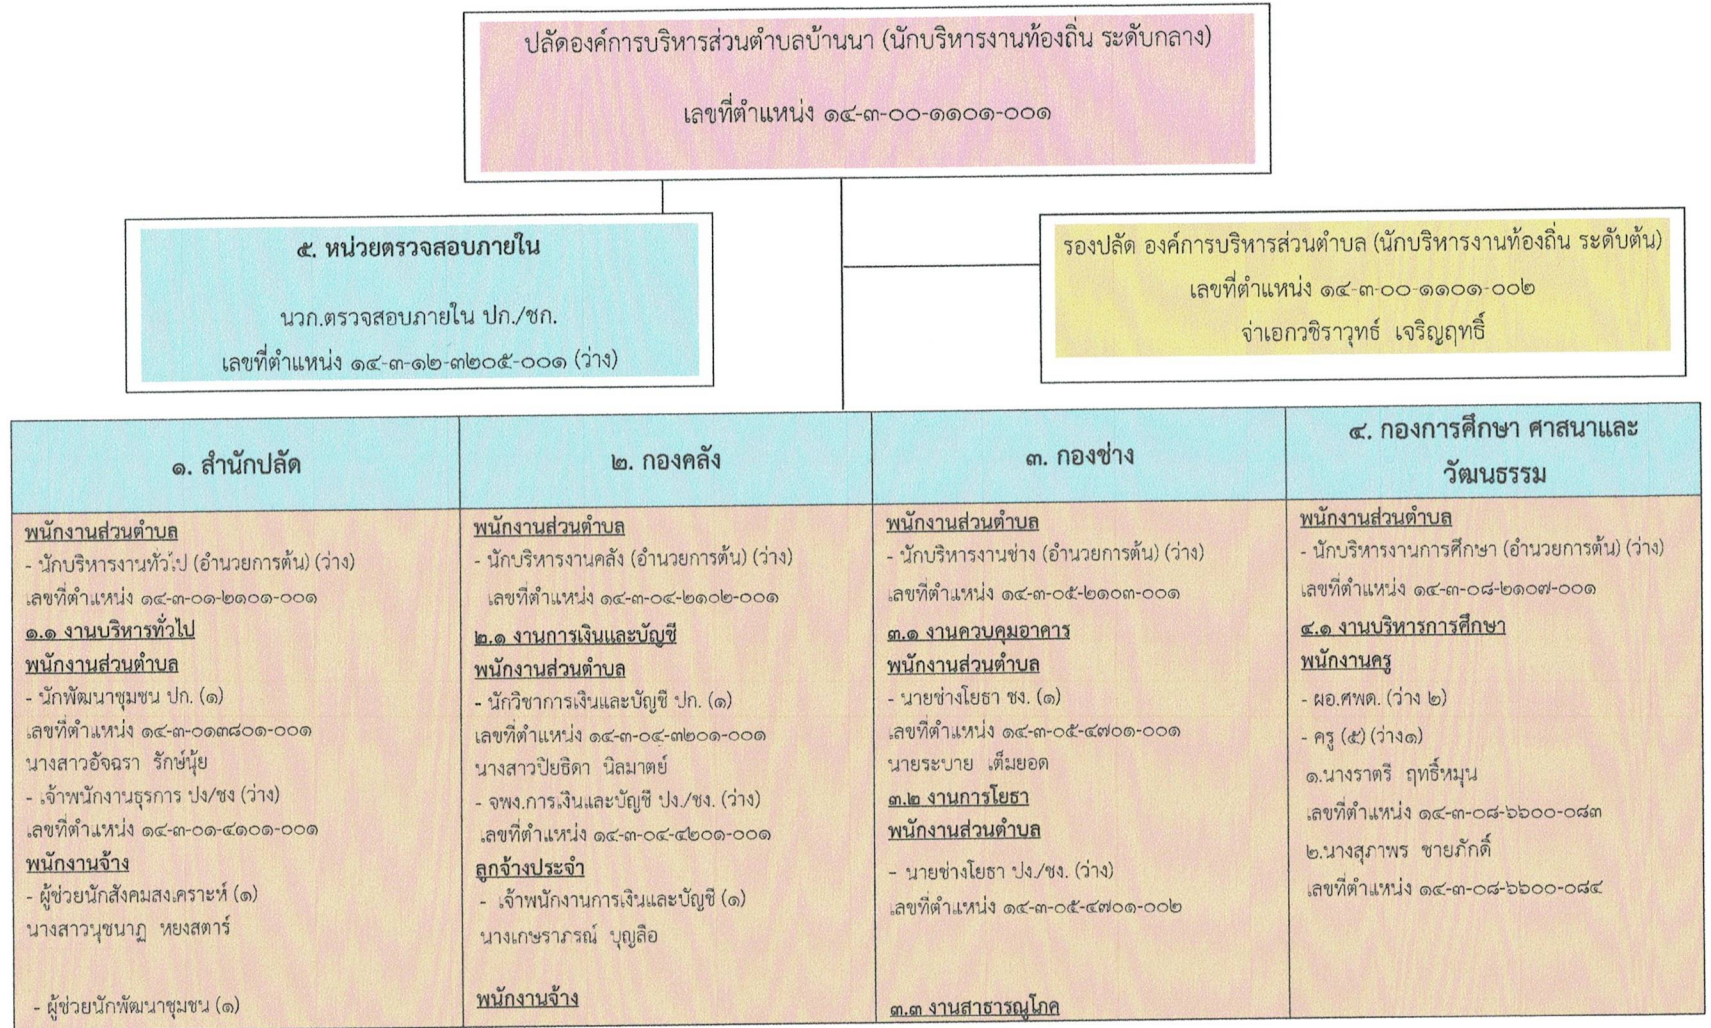 ปลัดองค์การบริหารส่วนตำบลบ้านนา (นักบริหารงานท้องถิ่น ระดับกลาง)
เลขที่ตำแหน่ง ๑๔-๓-๐๐-๑๑๐๑-๐๐๑
๕. หน่วยตรวจสอบภายใน
นวก.ตรวจสอบภายใน ปก./ชก.
เลขที่ตำแหน่ง ๑๔-๓-๑๒-๓๒๐๕-๐๐๑ (ว่าง)
รองปลัด องค์การบริหารส่วนตำบล (นักบริหารงานท้องถิ่น ระดับต้น)
เลขที่ตำแหน่ง ๑๔-๓-๐๐-๑๑๐๑-๐๐๒
จ่าเอกวชิราวุทธ์ เจริญฤทธิ์
๑. สำนักปลัด
พนักงานส่วนตำบล
- นักบริหารงานทั่วไป (อำนวยการต้น) (ว่าง)
เลขที่ตำแหน่ง ๑๔-๓-๐๑-๒๑๐๑-๐๐๑
๑.๑ งานบริหารทั่วไป
พนักงานส่วนตำบล
- นักพัฒนาชุมชน ปก. (๑)
เลขที่ตำแหน่ง ๑๔-๓-๐๑๓๘๐๑-๐๐๑
นางสาวอัจฉรา รักษ์นุ้ย
- เจ้าพนักงานธุรการ ปง/ชง (ว่าง)
เลขที่ตำแหน่ง ๑๔-๓-๐๑-๔๑๐๑-๐๐๑
พนักงานจ้าง
- ผู้ช่วยนักสังคมสงเคราะห์ (๑)
นางสาวนุชนาฏ หยงสตาร์
- ผู้ช่วยนักพัฒนาชุมชน (๑)
๒. กองคลัง
พนักงานส่วนตำบล
- นักบริหารงานคลัง (อำนวยการต้น) (ว่าง)
เลขที่ตำแหน่ง ๑๔-๓-๐๔-๒๑๐๒-๐๐๑
๒.๑ งานการเงินและบัญชี
พนักงานส่วนตำบล
- นักวิชาการเงินและบัญชี ปก. (๑)
เลขที่ตำแหน่ง ๑๔-๓-๐๔-๓๒๐๑-๐๐๑
นางสาวปิยธิดา นิลมาตย์
- จพง.การเงินและบัญชี ปง./ชง. (ว่าง)
เลขที่ตำแหน่ง ๑๔-๓-๐๔-๔๒๐๑-๐๐๑
ลูกจ้างประจำ
- เจ้าพนักงานการเงินและบัญชี (๑)
นางเกษราภรณ์ บุญลือ
พนักงานจ้าง
๓. กองช่าง
พนักงานส่วนตำบล
- นักบริหารงานช่าง (อำนวยการต้น) (ว่าง)
เลขที่ตำแหน่ง ๑๔-๓-๐๕-๒๑๐๓-๐๐๑
๓.๑ งานควบคุมอาคาร
พนักงานส่วนตำบล
- นายช่างโยธา ชง. (๑)
เลขที่ตำแหน่ง ๑๔-๓-๐๕-๔๗๐๑-๐๐๑
นายระบาย เต็มยอด
๓.๒ งานการโยธา
พนักงานส่วนตำบล
- นายช่างโยธา ปง./ชง. (ว่าง)
เลขที่ตำแหน่ง ๑๔-๓-๐๕-๔๗๐๑-๐๐๒
๓.๓ งานสาธารณูโภค
๔. กองการศึกษา ศาสนาและ
วัฒนธรรม
พนักงานส่วนตำบล
- นักบริหารงานการศึกษา (อำนวยการต้น) (ว่าง)
เลขที่ตำแหน่ง ๑๔-๓-๐๘-๒๑๐๗-๐๐๑
๔.๑ งานบริหารการศึกษา
พนักงานครู
- ผอ.ศพด. (ว่าง ๒)
- ครู (๕) (ว่าง๑)
๑.นางราตรี ฤทธิ์หมุน
เลขที่ตำแหน่ง ๑๔-๓-๐๘-๖๖๐๐-๐๘๓
๒.นางสุภาพร ชายภักดิ์
เลขที่ตำแหน่ง ๑๔-๓-๐๘-๖๖๐๐-๐๘๔